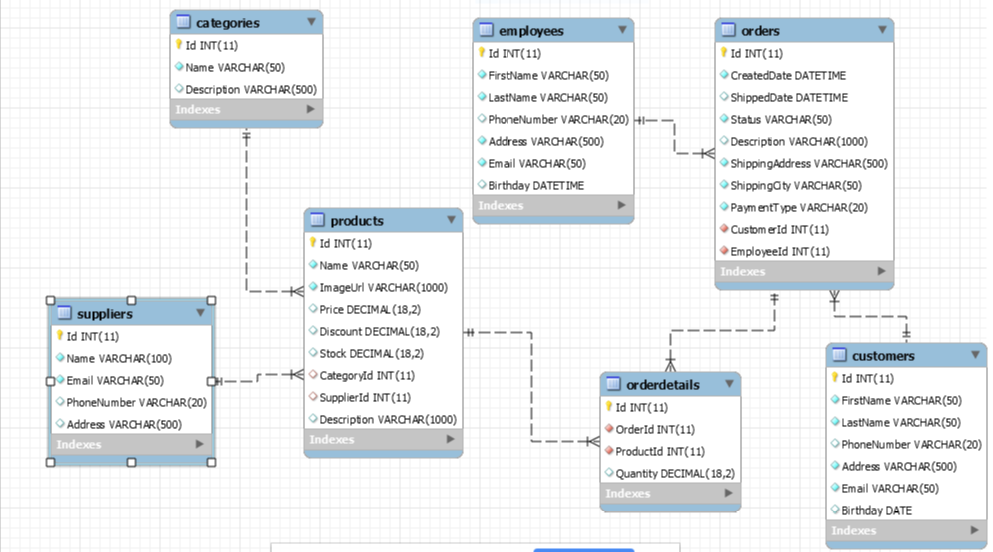 categories
Id INT(11)
Name VARCHAR(50)
Description VARCHAR(500)
Indexes
employees
Id INT(11)
FirstName VARCHAR(50)
LastName VARCHAR(50)
PhoneNumber VARCHAR(20)
Address VARCHAR(500)
Email VARCHAR(50)
Birthday DATETIME
Indexes
orders
Id INT(11)
CreatedDate DATETIME
ShippedDate DATETIME
Status VARCHAR(50)
Description VARCHAR(1000)
ShippingAddress VARCHAR(500)
ShippingCity VARCHAR(50)
PaymentType VARCHAR(20)
CustomerId INT(11)
EmployeeId INT(11)
Indexes
products
Id INT(11)
Name VARCHAR(50)
ImageUrl VARCHAR(1000)
Price DECIMAL(18,2)
Discount DECIMAL(18,2)
Stock DECIMAL(18,2)
CategoryId INT(11)
SupplierId INT(11)
Description VARCHAR(1000)
Indexes
suppliers
Id INT(11)
Name VARCHAR(100)
Email VARCHAR(50)
PhoneNumber VARCHAR(20)
Address VARCHAR(500)
Indexes
orderdetails
Id INT(11)
OrderId INT(11)
ProductId INT(11)
Quantity DECIMAL(18,2)
Indexes
customers
Id INT(11)
FirstName VARCHAR(50)
LastName VARCHAR(50)
PhoneNumber VARCHAR(20)
Address VARCHAR(500)
Email VARCHAR(50)
Birthday DATE
Indexes